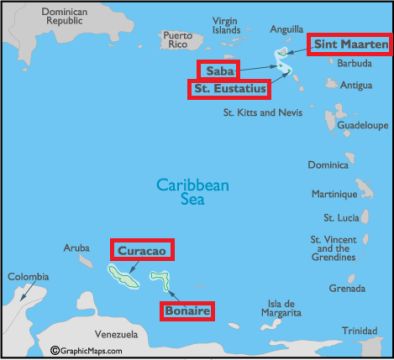 Dominican
Republic
Puerto
Rico
Virgin
Islands
Anguilla
Sint Maarten
Saba
St. Eustatius
Barbuda
Antigua
St. Kitts and Nevis
Guadeloupe
Dominica
Caribbean
Sea
Martinique
St. Lucia
St. Vincent
and the
Grendines
Grenada
Aruba
Curacao
Bonaire
Colombia
Isla de
Margarita
Venezuela
Trinidad
©GraphicMaps.com